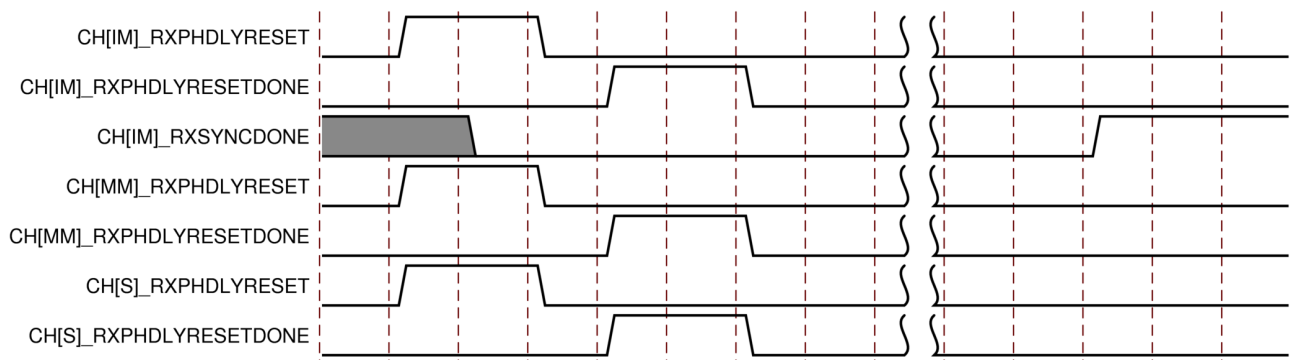 CH[IM]_RXPHDLYRESET
CH[IM]_RXPHDLYRESETDONE
CH[IM]_RXSYNCDONE
CH[MM]_RXPHDLYRESET
CH[MM]_RXPHDLYRESETDONE
CH[S]_RXPHDLYRESET
CH[S]_RXPHDLYRESETDONE